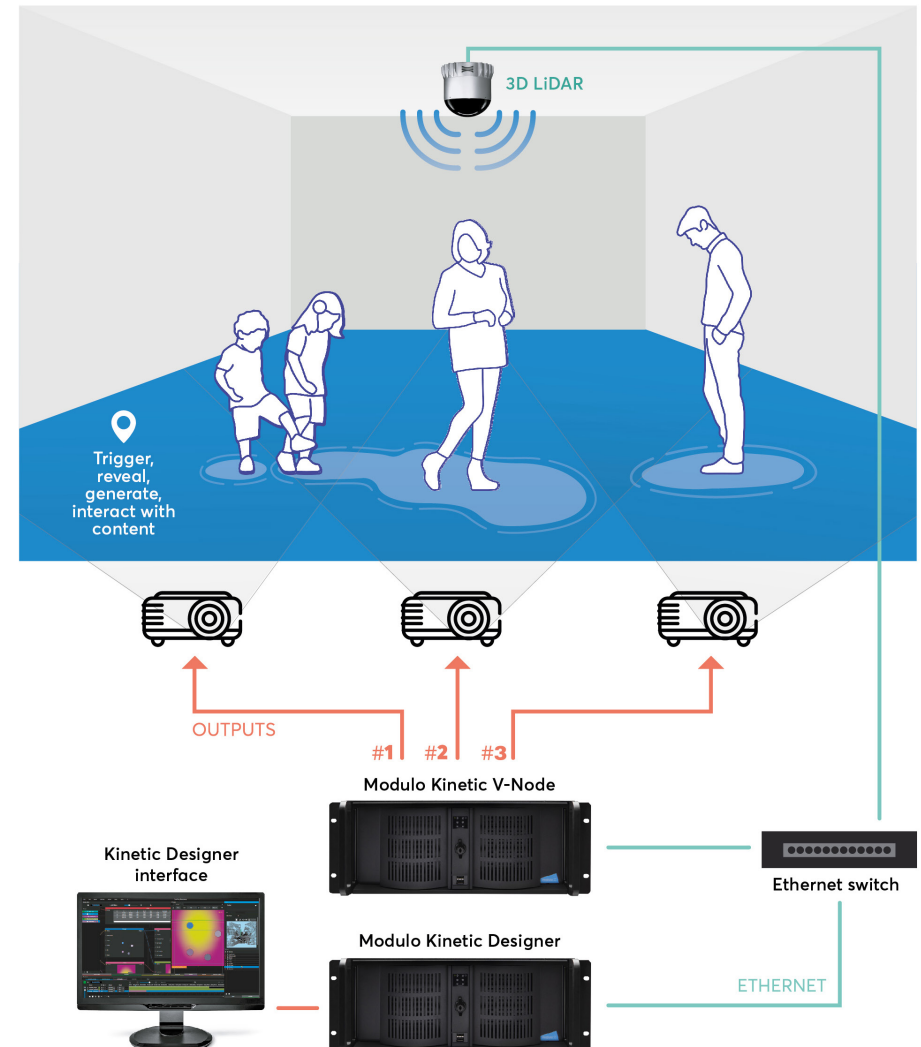 3D LiDAR
Trigger,
reveal,
generate,
interact with
content
OUTPUTS
#1 #2 #3
Modulo Kinetic V-Node
Kinetic Designer
interface
Ethernet switch
Modulo Kinetic Designer
ETHERNET